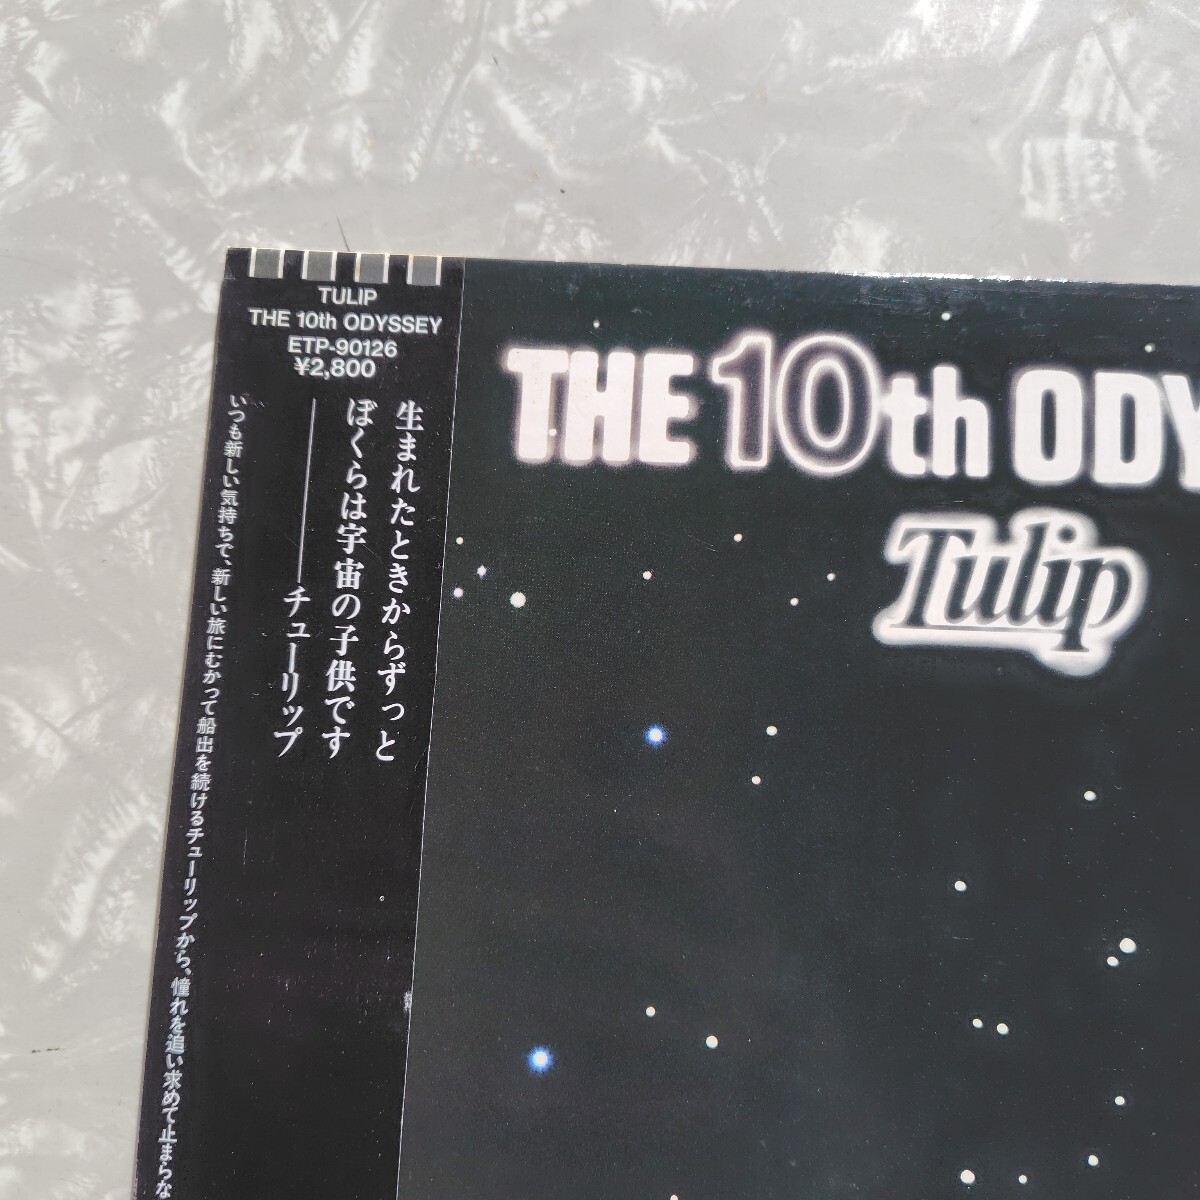 TULIP
THE 10th ODYSSEY
ETP-90126
¥2,800
生まれたときからずっと
ぼくらは宇宙の子供です
――チューリップ
いつも新しい気持ちで、新しい旅にむかって船出を続けるチューリップから、憧れを追い求めて止まらな
THE 10th ODY
Tulip